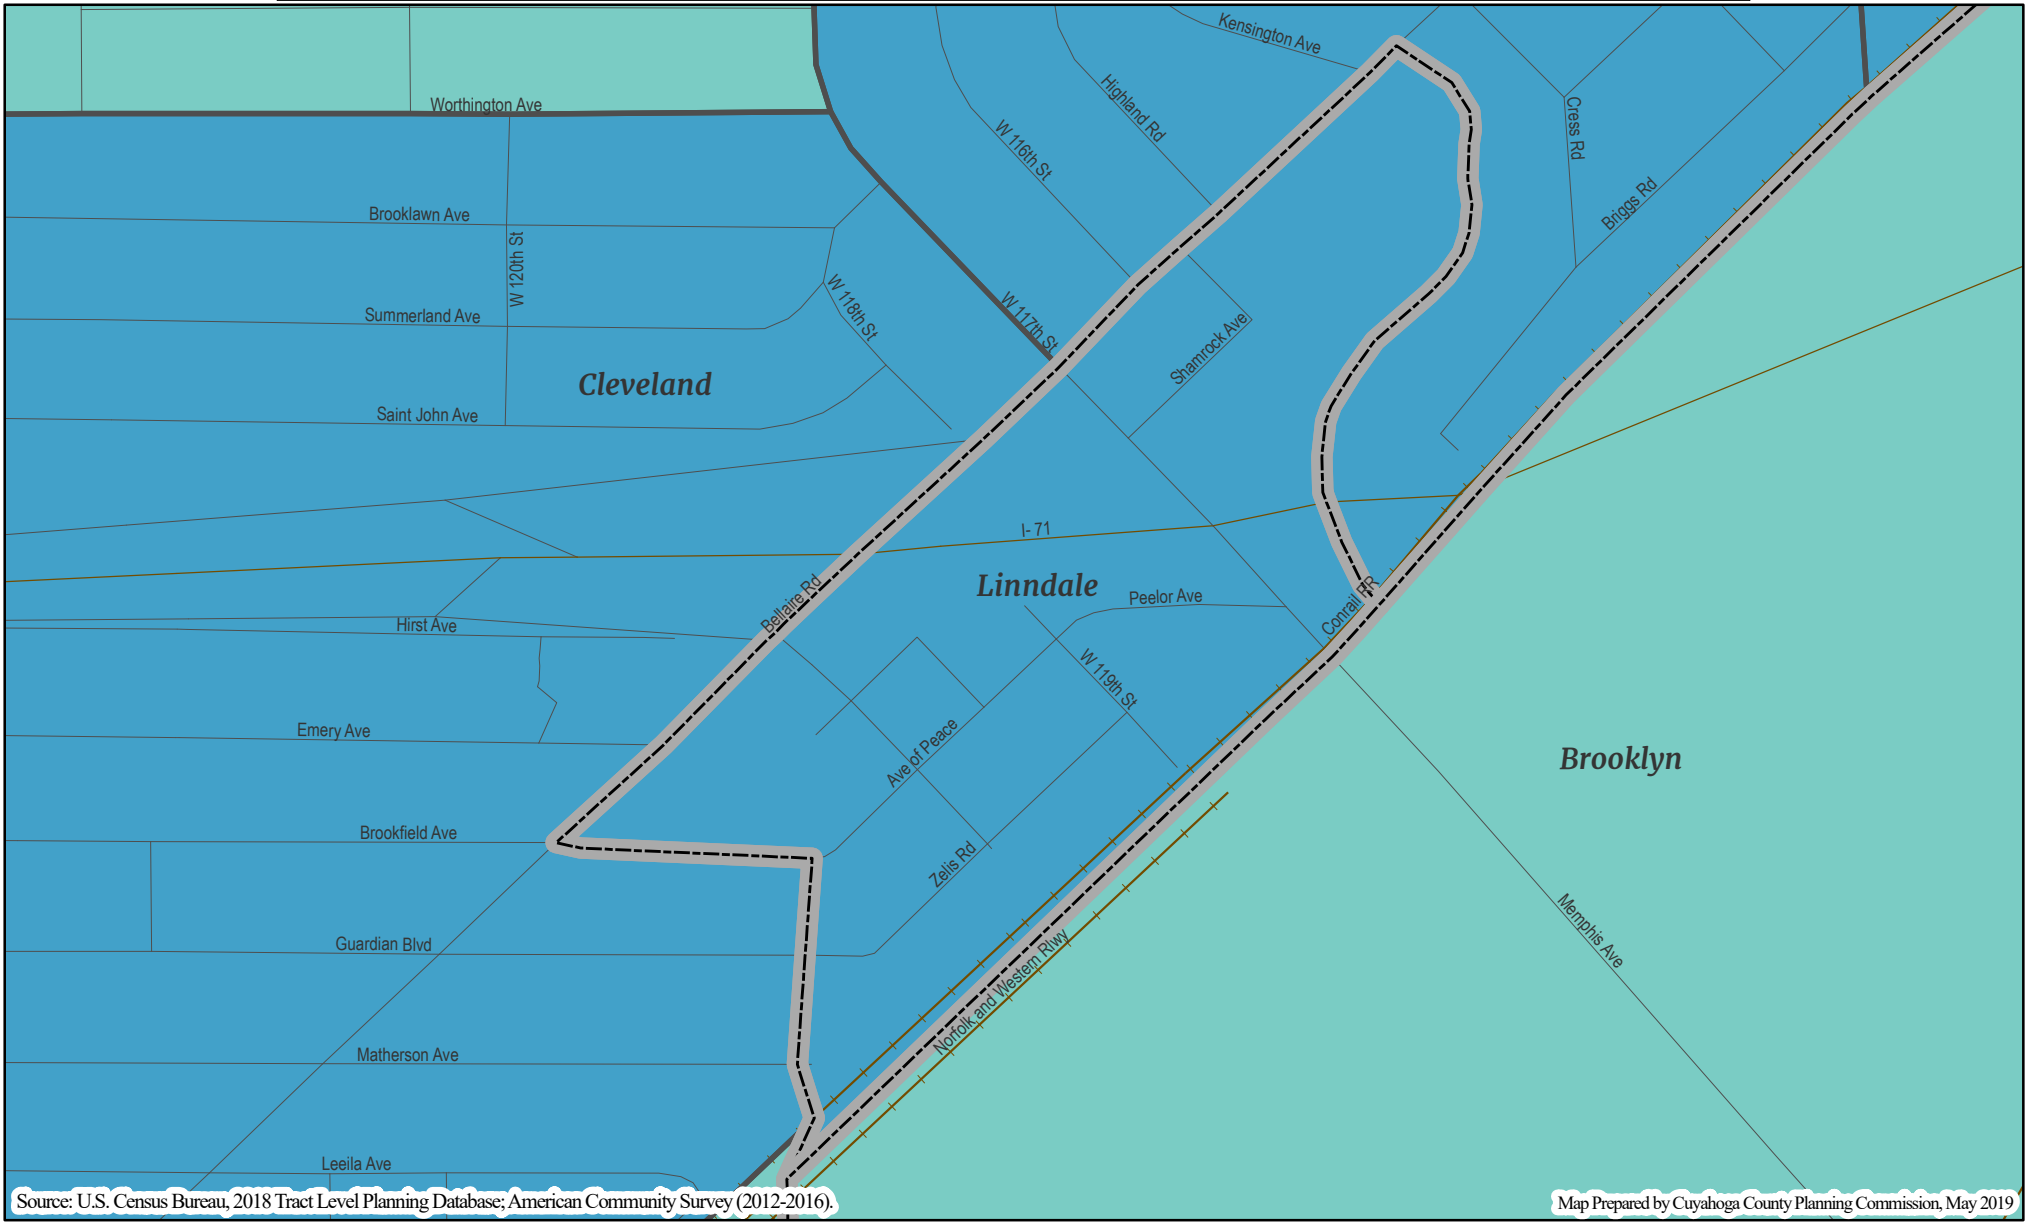 Kensington Ave
Highland Rd
Cress Rd
Worthington Ave
W 116th St
Briggs Rd
Brooklawn Ave
W 120th St
W 118th St
W 117th St
Summerland Ave
Shamrock Ave
Cleveland
Saint John Ave
I- 71
Linndale
Bellaire Rd
Peelor Ave
Conrail RR
Hirst Ave
W 119th St
Emery Ave
Ave of Peace
Brooklyn
Brookfield Ave
Zelis Rd
Guardian Blvd
Memphis Ave
Norfolk and Western Rlwy
Matherson Ave
Leeila Ave
Source: U.S. Census Bureau, 2018 Tract Level Planning Database; American Community Survey (2012-2016).
Map Prepared by Cuyahoga County Planning Commission, May 2019